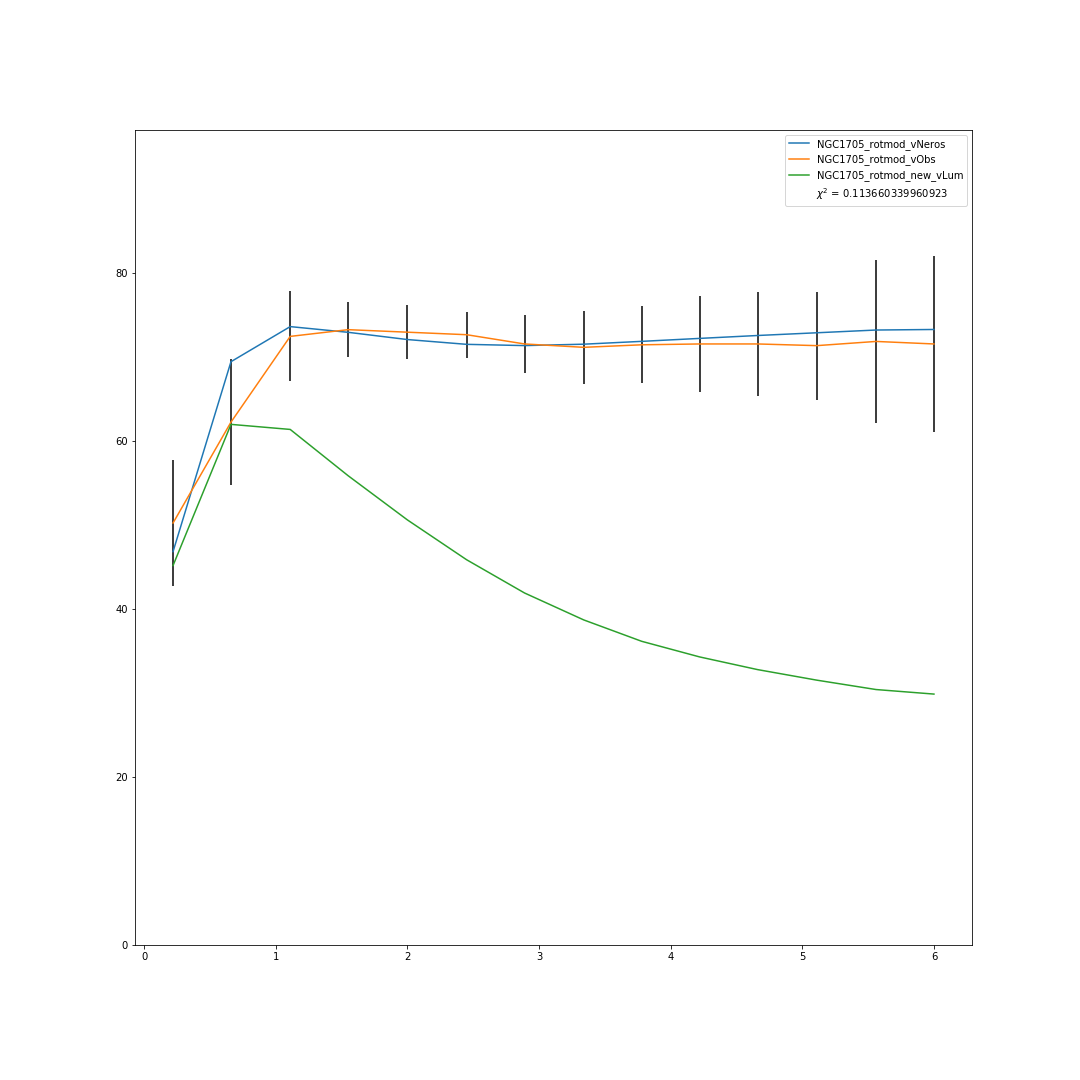 NGC1705_rotmod_vNeros
NGC1705_rotmod_vObs
NGC1705_rotmod_new_vLum
χ² = 0.113660339960923
80
60
40
20
0
0 1 2 3 4 5 6